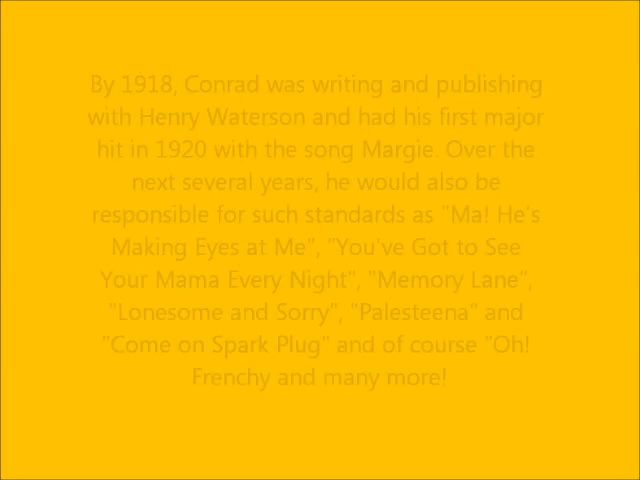 By 1918, Conrad was writing and publishing
with Henry Waterson and had his first major
hit in 1920 with the song Margie. Over the
next several years, he would also be
responsible for such standards as "Ma! He's
Making Eyes at Me", "You've Got to See
Your Mama Every Night", "Memory Lane",
"Lonesome and Sorry", "Palesteena" and
"Come on Spark Plug" and of course "Oh!
Frenchy and many more!